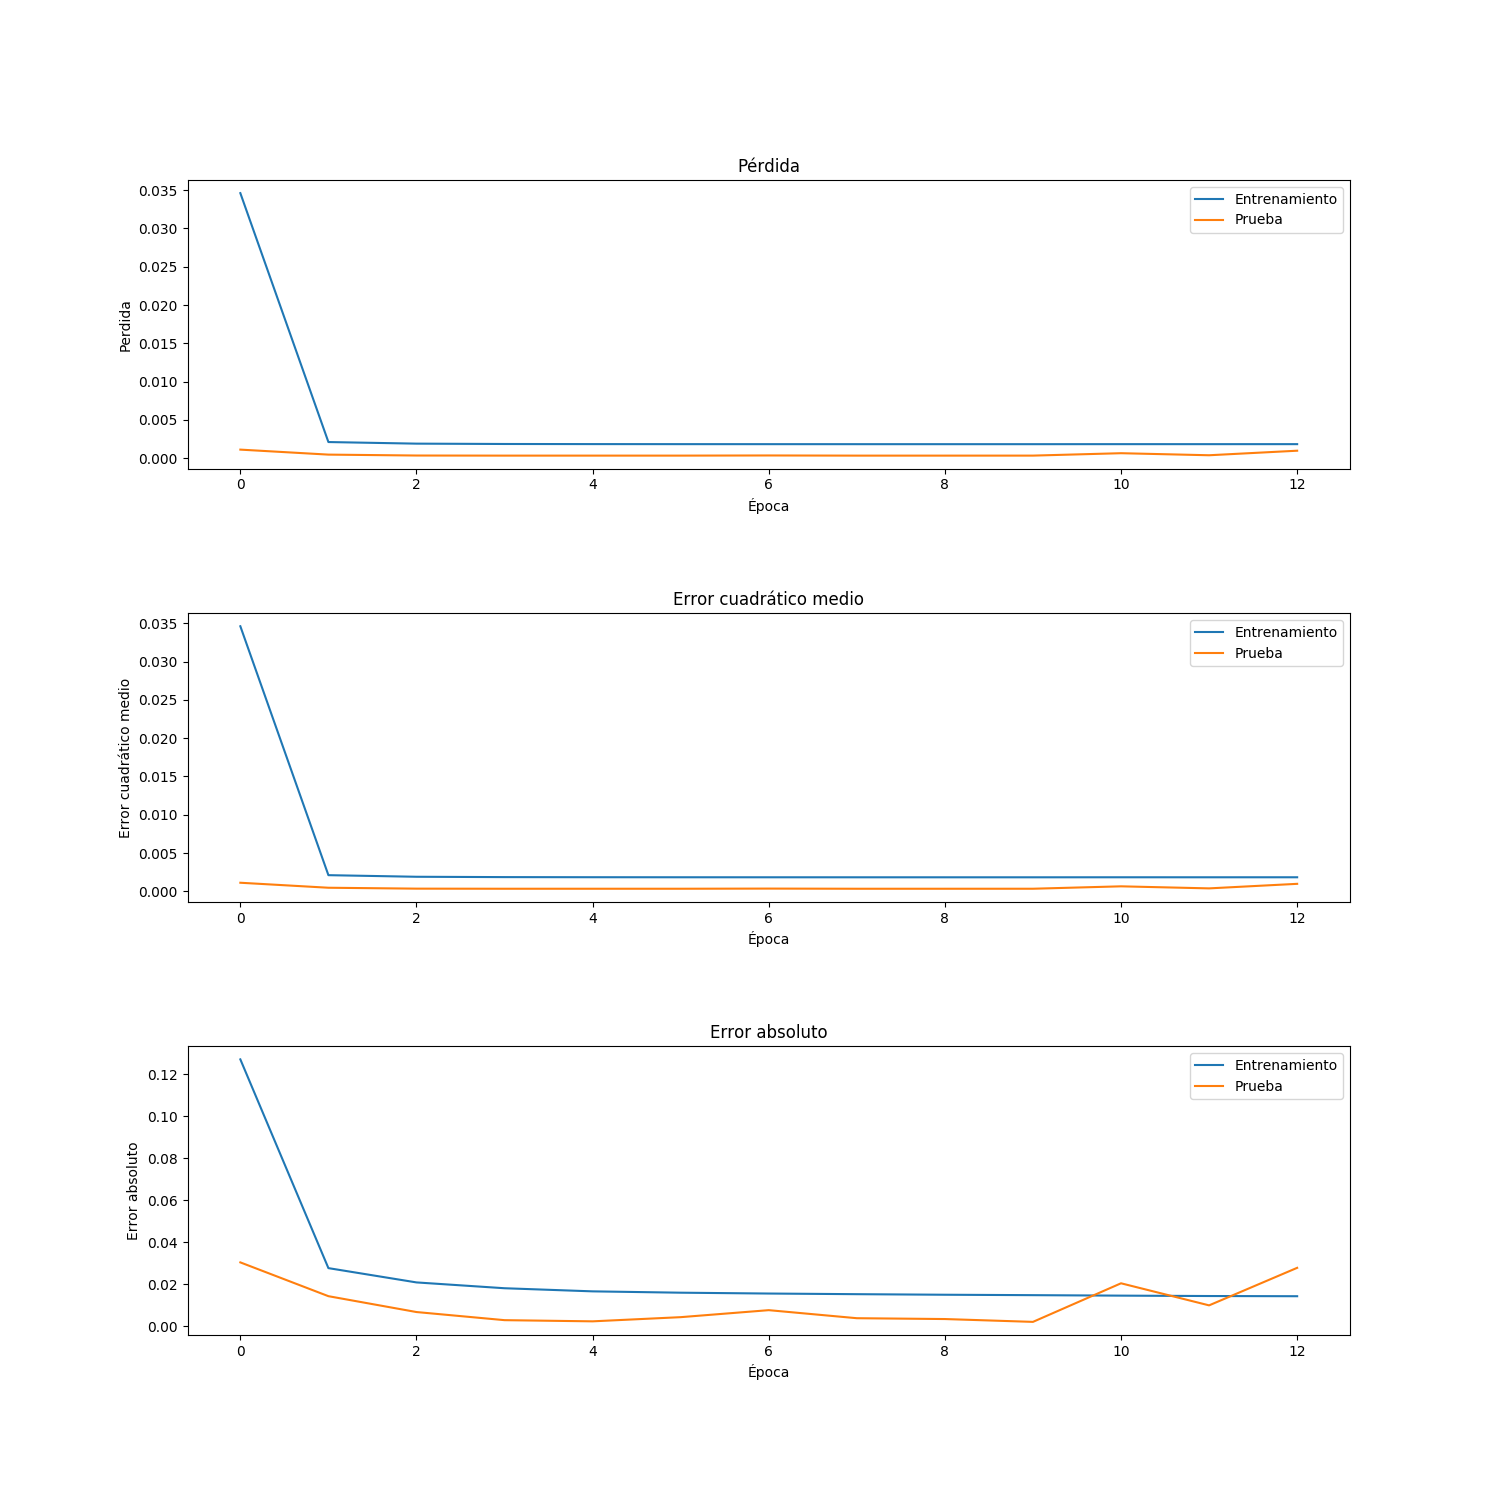 Pérdida
0.035
0.030
0.025
0.020
0.015
0.010
0.005
0.000
Perdida
Entrenamiento
Prueba
0 2 4 6 8 10 12
Época
Error cuadrático medio
0.035
0.030
0.025
0.020
0.015
0.010
0.005
0.000
Error cuadrático medio
Entrenamiento
Prueba
0 2 4 6 8 10 12
Época
Error absoluto
0.12
0.10
0.08
0.06
0.04
0.02
0.00
Error absoluto
Entrenamiento
Prueba
0 2 4 6 8 10 12
Época